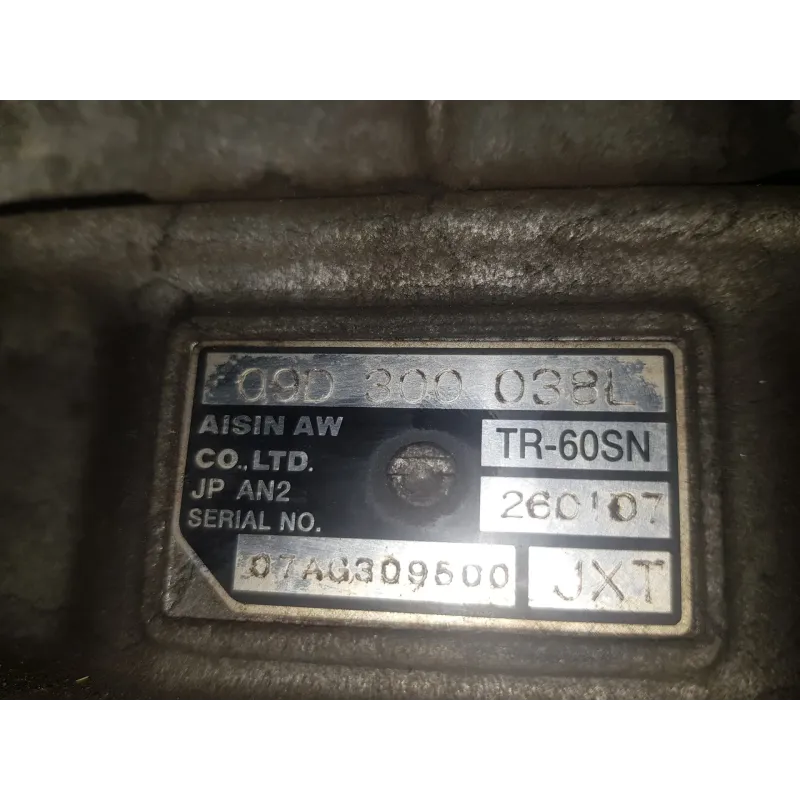 09D 300 038L
AISIN AW
CO.,LTD.
TR-60SN
JP AN2
260107
SERIAL NO.
07AG309500
JXT